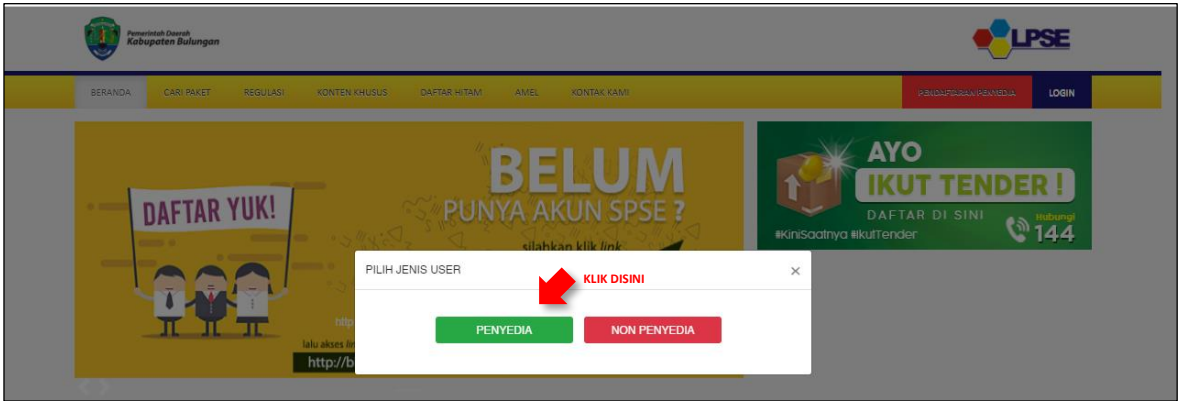 Pemerintah Daerah
Kabupaten Bulungan
LPSE
BERANDA CARI PAKET REGULASI KONTEN KHUSUS DAFTAR HITAM AMEL KONTAK KAMI PENDAFTARAN PENYEDIA LOGIN
DAFTAR YUK!
BELUM
PUNYA AKUN SPSE ?
silahkan klik link
http
lalu akses
http://b
AYO
IKUT TENDER !
DAFTAR DI SINI
#KiniSaatnya #IkutTender
Hubungi
144
PILIH JENIS USER
×
KLIK DISINI
PENYEDIA
NON PENYEDIA